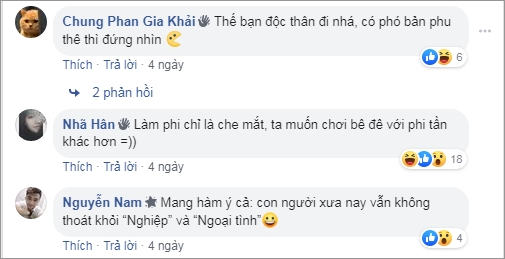 Chung Phan Gia Khải Thế bạn độc thân đi nhá, có phó bản phu
thê thì đứng nhìn
6
Thích · Trả lời · 4 ngày
2 phản hồi
Nhã Hân Làm phi chỉ là che mắt, ta muốn chơi bê đê với phi tần
khác hơn =))
18
Thích · Trả lời · 4 ngày
Nguyễn Nam Mang hàm ý cả: con người xưa nay vẫn không
thoát khỏi “Nghiệp” và “Ngoại tình”
4
Thích · Trả lời · 4 ngày